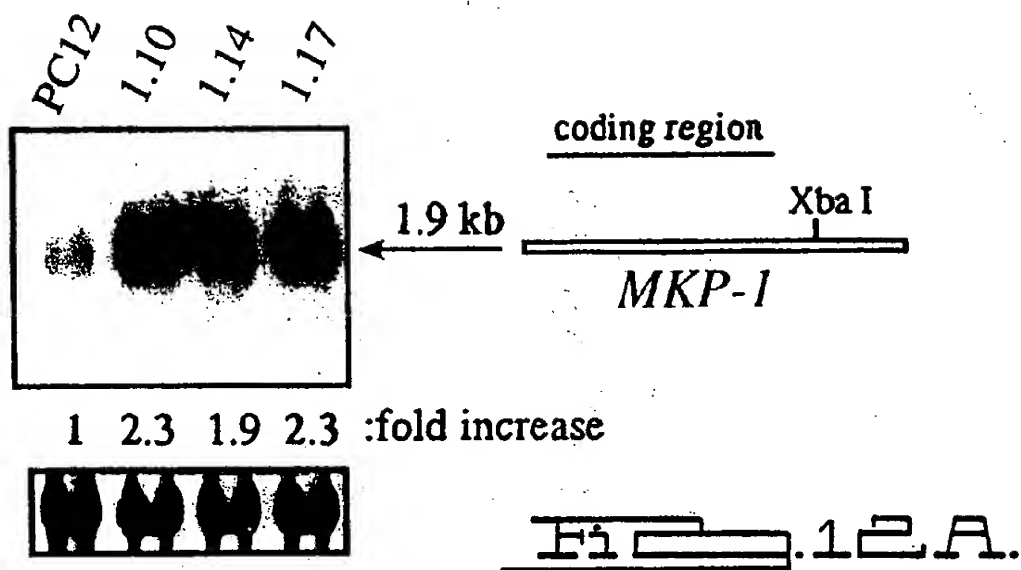 PC12 1.10 1.14 1.17
coding region
Xba I
1.9 kb
MKP-1
1 2.3 1.9 2.3 :fold increase